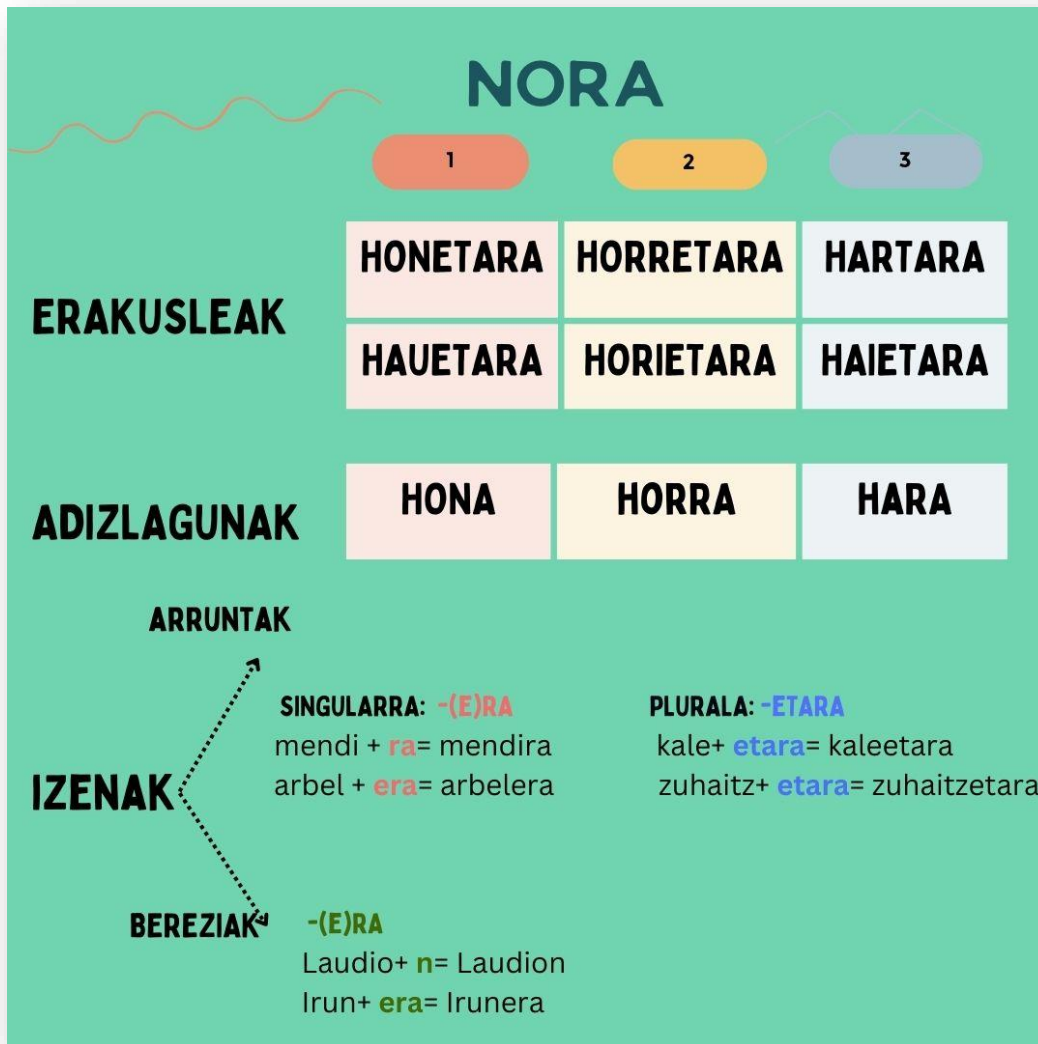 NORA
1 2 3
HONETARA HORRETARA HARTARA
ERAKUSLEAK
HAUETARA HORIETARA HAIETARA
HONA HORRA HARA
ADIZLAGUNAK
ARRUNTAK
SINGULARRA: -(E)RA
mendi + ra= mendira
arbel + era= arbelera
PLURALA: -ETARA
kale+ etara= kaleetara
zuhaitz+ etara= zuhaitzetara
IZENAK
BEREZIAK -(E)RA
Laudio+ n= Laudion
Irun+ era= Irunera